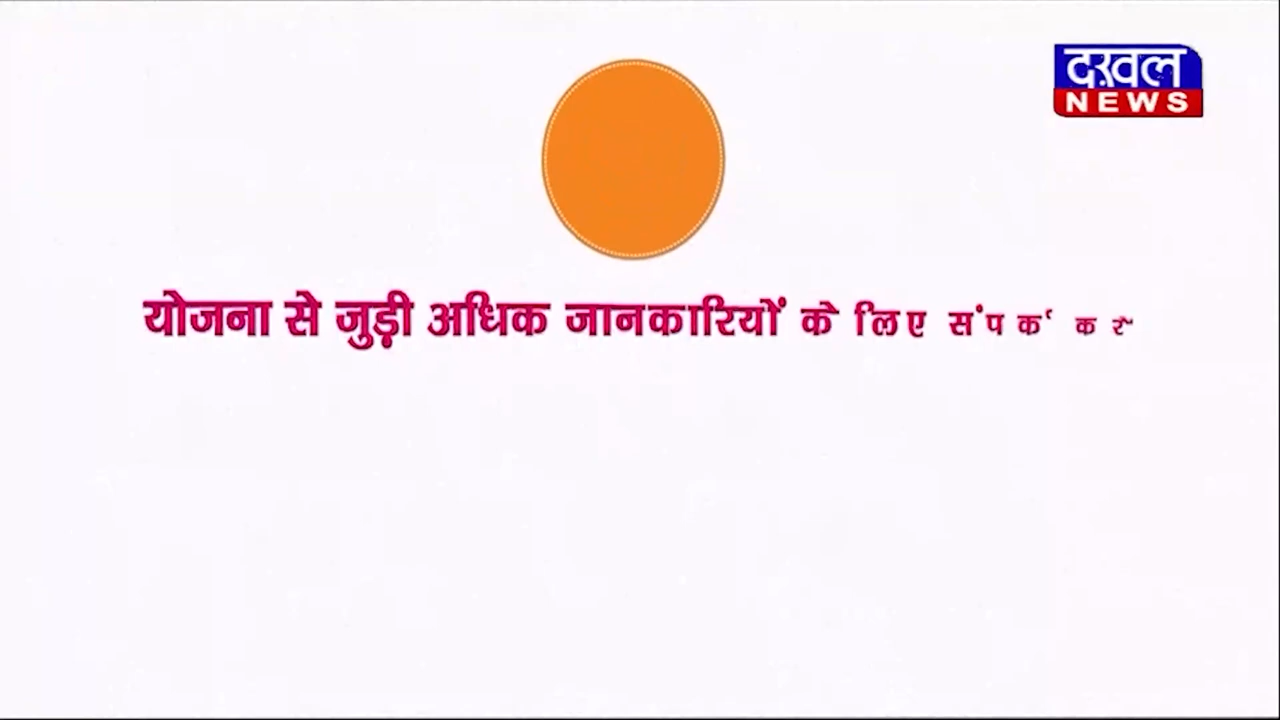 दखल
NEWS
योजना से जुड़ी अधिक जानकारियों के लिए संपर्क करें